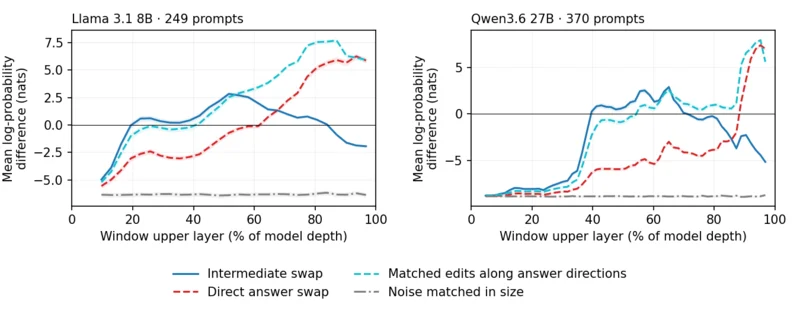 Llama 3.1 8B · 249 prompts
Mean log-probability
difference (nats)
7.5
5.0
2.5
0.0
−2.5
−5.0
0
20
40
60
80
100
Window upper layer (% of model depth)
Qwen3.6 27B · 370 prompts
Mean log-probability
difference (nats)
5
0
−5
0
20
40
60
80
100
Window upper layer (% of model depth)
Intermediate swap
Direct answer swap
Matched edits along answer directions
Noise matched in size